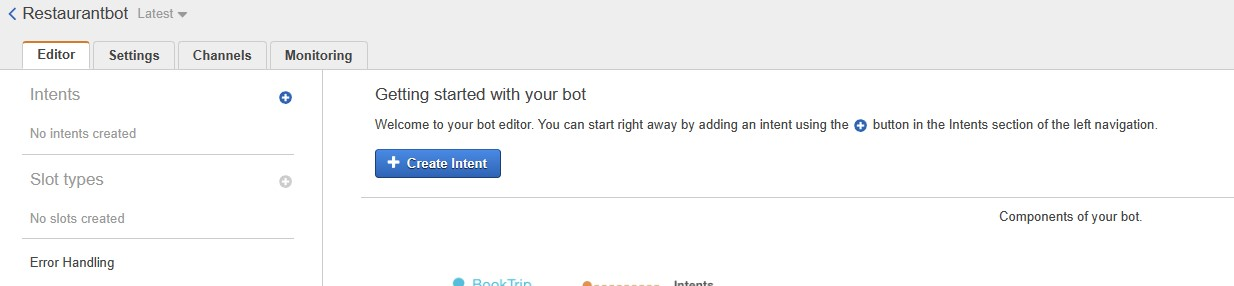 Restaurantbot Latest
Editor Settings Channels Monitoring
Intents
No intents created
Slot types
No slots created
Error Handling
Getting started with your bot
Welcome to your bot editor. You can start right away by adding an intent using the button in the Intents section of the left navigation.
Create Intent
Components of your bot.
BookTrip
Intents